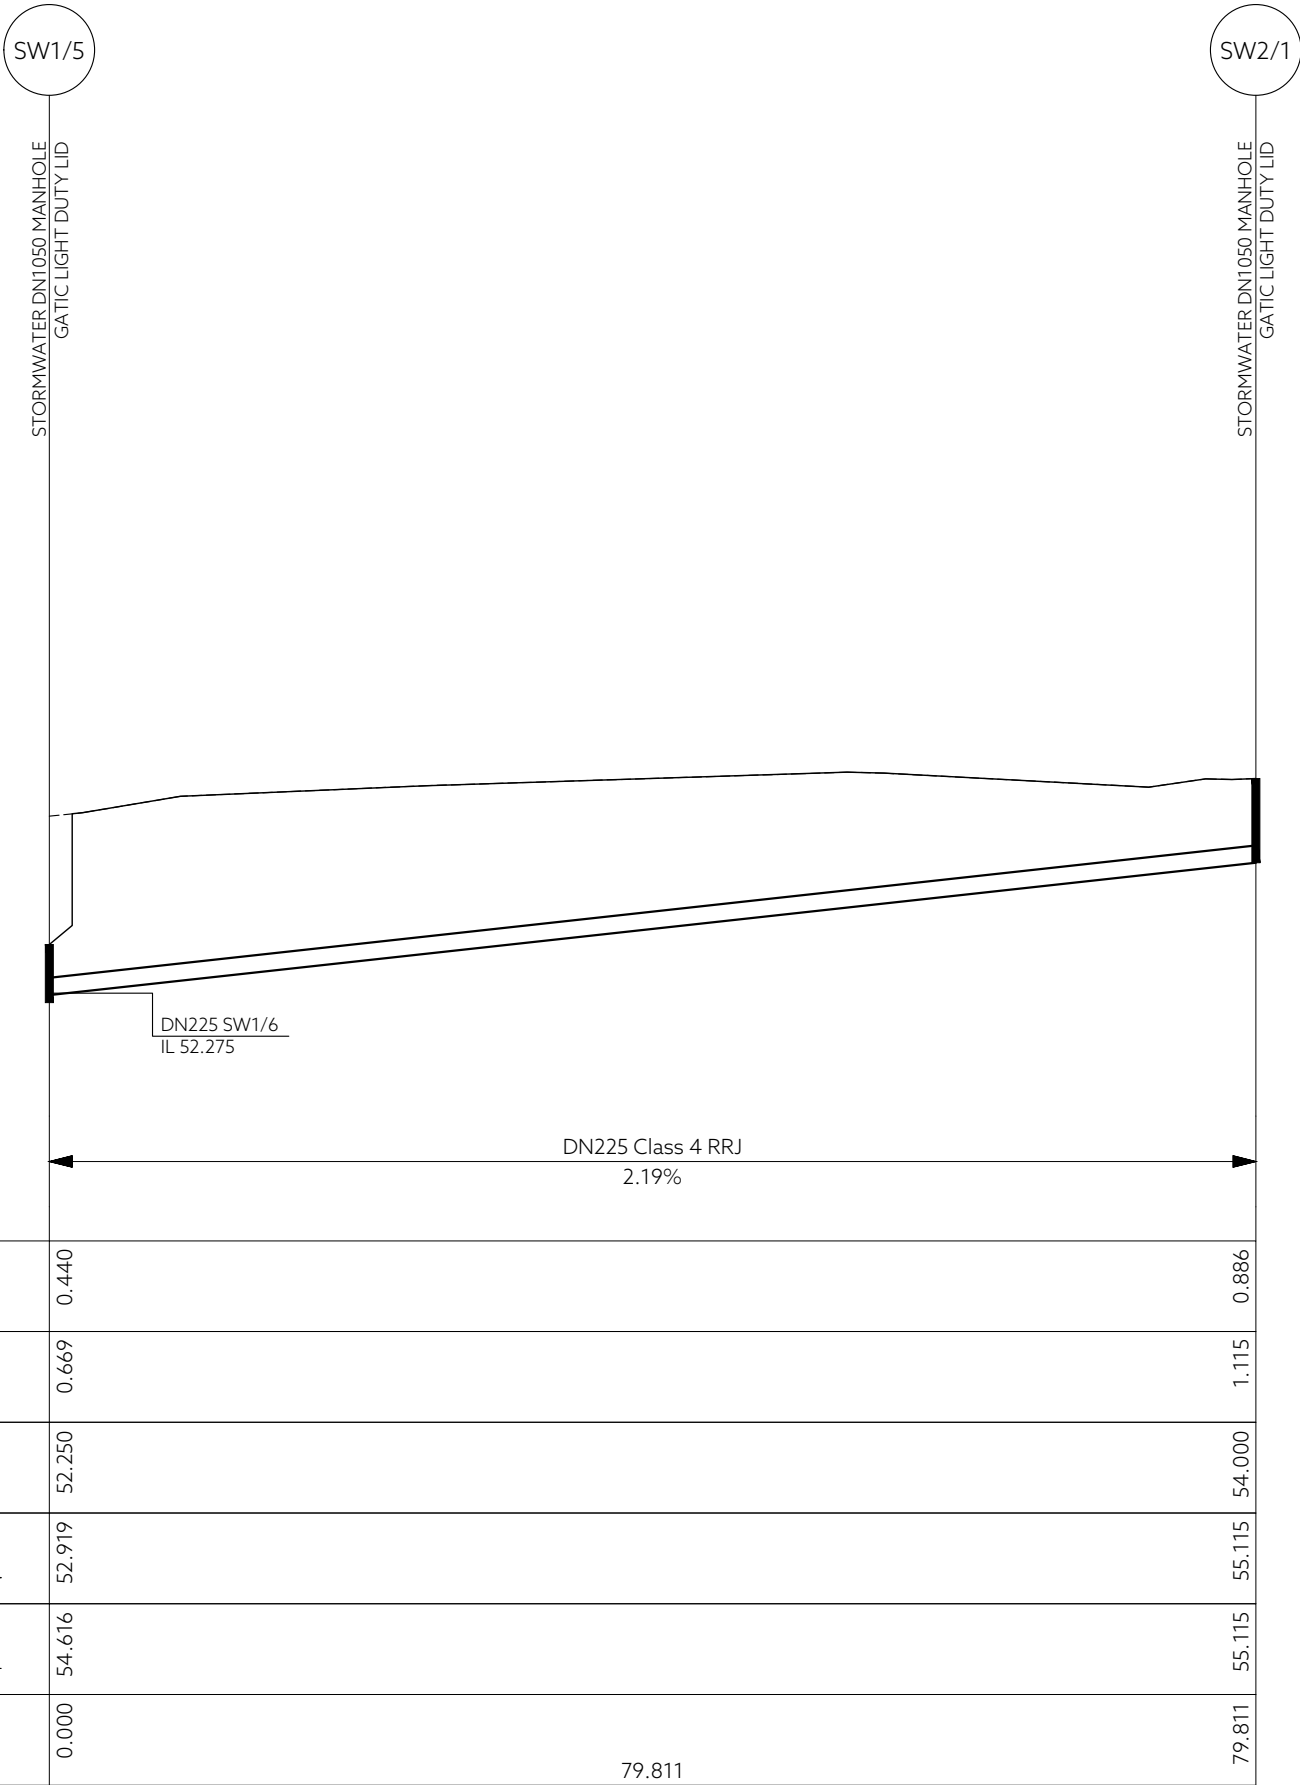 SW1/5
SW2/1
STORMWATER DN1050 MANHOLE
GATIC LIGHT DUTY LID
STORMWATER DN1050 MANHOLE
GATIC LIGHT DUTY LID
DN225 SW1/6
IL 52.275
DN225 Class 4 RRJ
2.19%
0.440
0.886
0.669
1.115
52.250
54.000
52.919
55.115
54.616
55.115
0.000
79.811
79.811